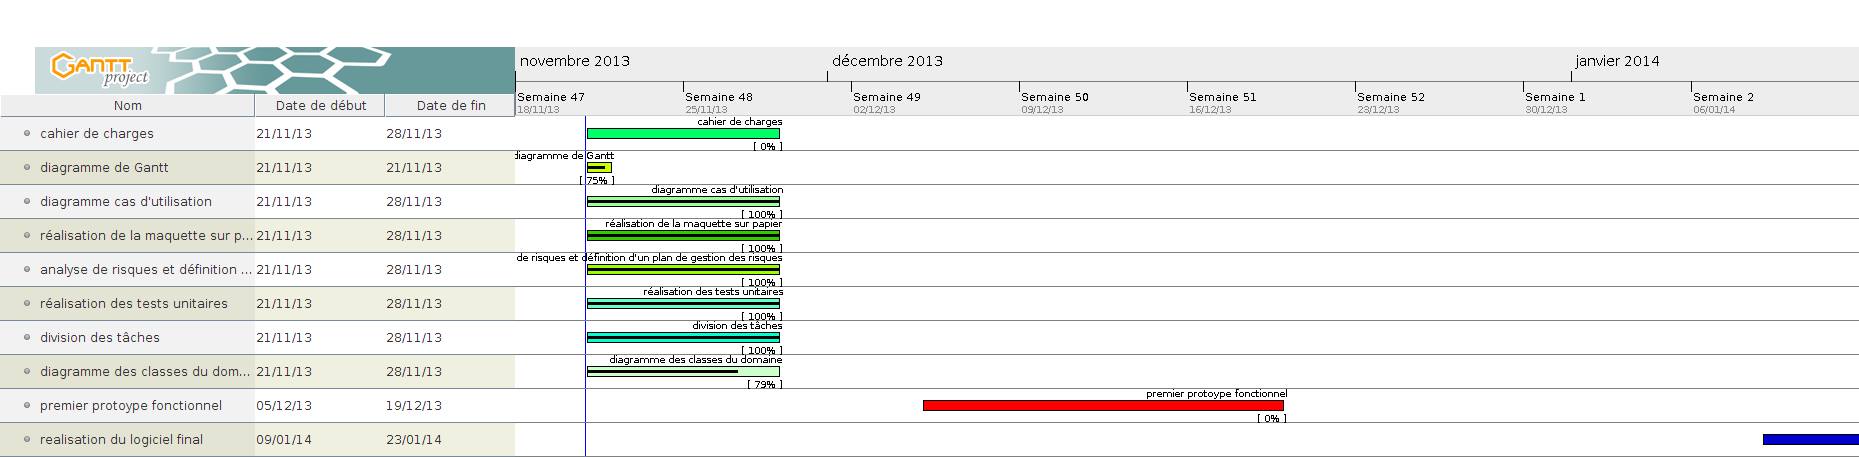 GANTT project
novembre 2013 décembre 2013 janvier 2014
Nom Date de début Date de fin
Semaine 47 Semaine 48 Semaine 49 Semaine 50 Semaine 51 Semaine 52 Semaine 1 Semaine 2
18/11/13 25/11/13 02/12/13 09/12/13 16/12/13 23/12/13 30/12/13 06/01/14
cahier de charges
cahier de charges 21/11/13 28/11/13
[ 0% ]
diagramme de Gantt
diagramme de Gantt 21/11/13 21/11/13
[ 75% ]
diagramme cas d'utilisation
diagramme cas d'utilisation 21/11/13 28/11/13
[ 100% ]
réalisation de la maquette sur papier
réalisation de la maquette sur p... 21/11/13 28/11/13
[ 100% ]
de risques et définition d'un plan de gestion des risques
analyse de risques et définition ... 21/11/13 28/11/13
[ 100% ]
réalisation des tests unitaires
réalisation des tests unitaires 21/11/13 28/11/13
[ 100% ]
division des tâches
division des tâches 21/11/13 28/11/13
[ 100% ]
diagramme des classes du domaine
diagramme des classes du dom... 21/11/13 28/11/13
[ 79% ]
premier protoype fonctionnel
premier protoype fonctionnel 05/12/13 19/12/13
[ 0% ]
realisation du logiciel final 09/01/14 23/01/14